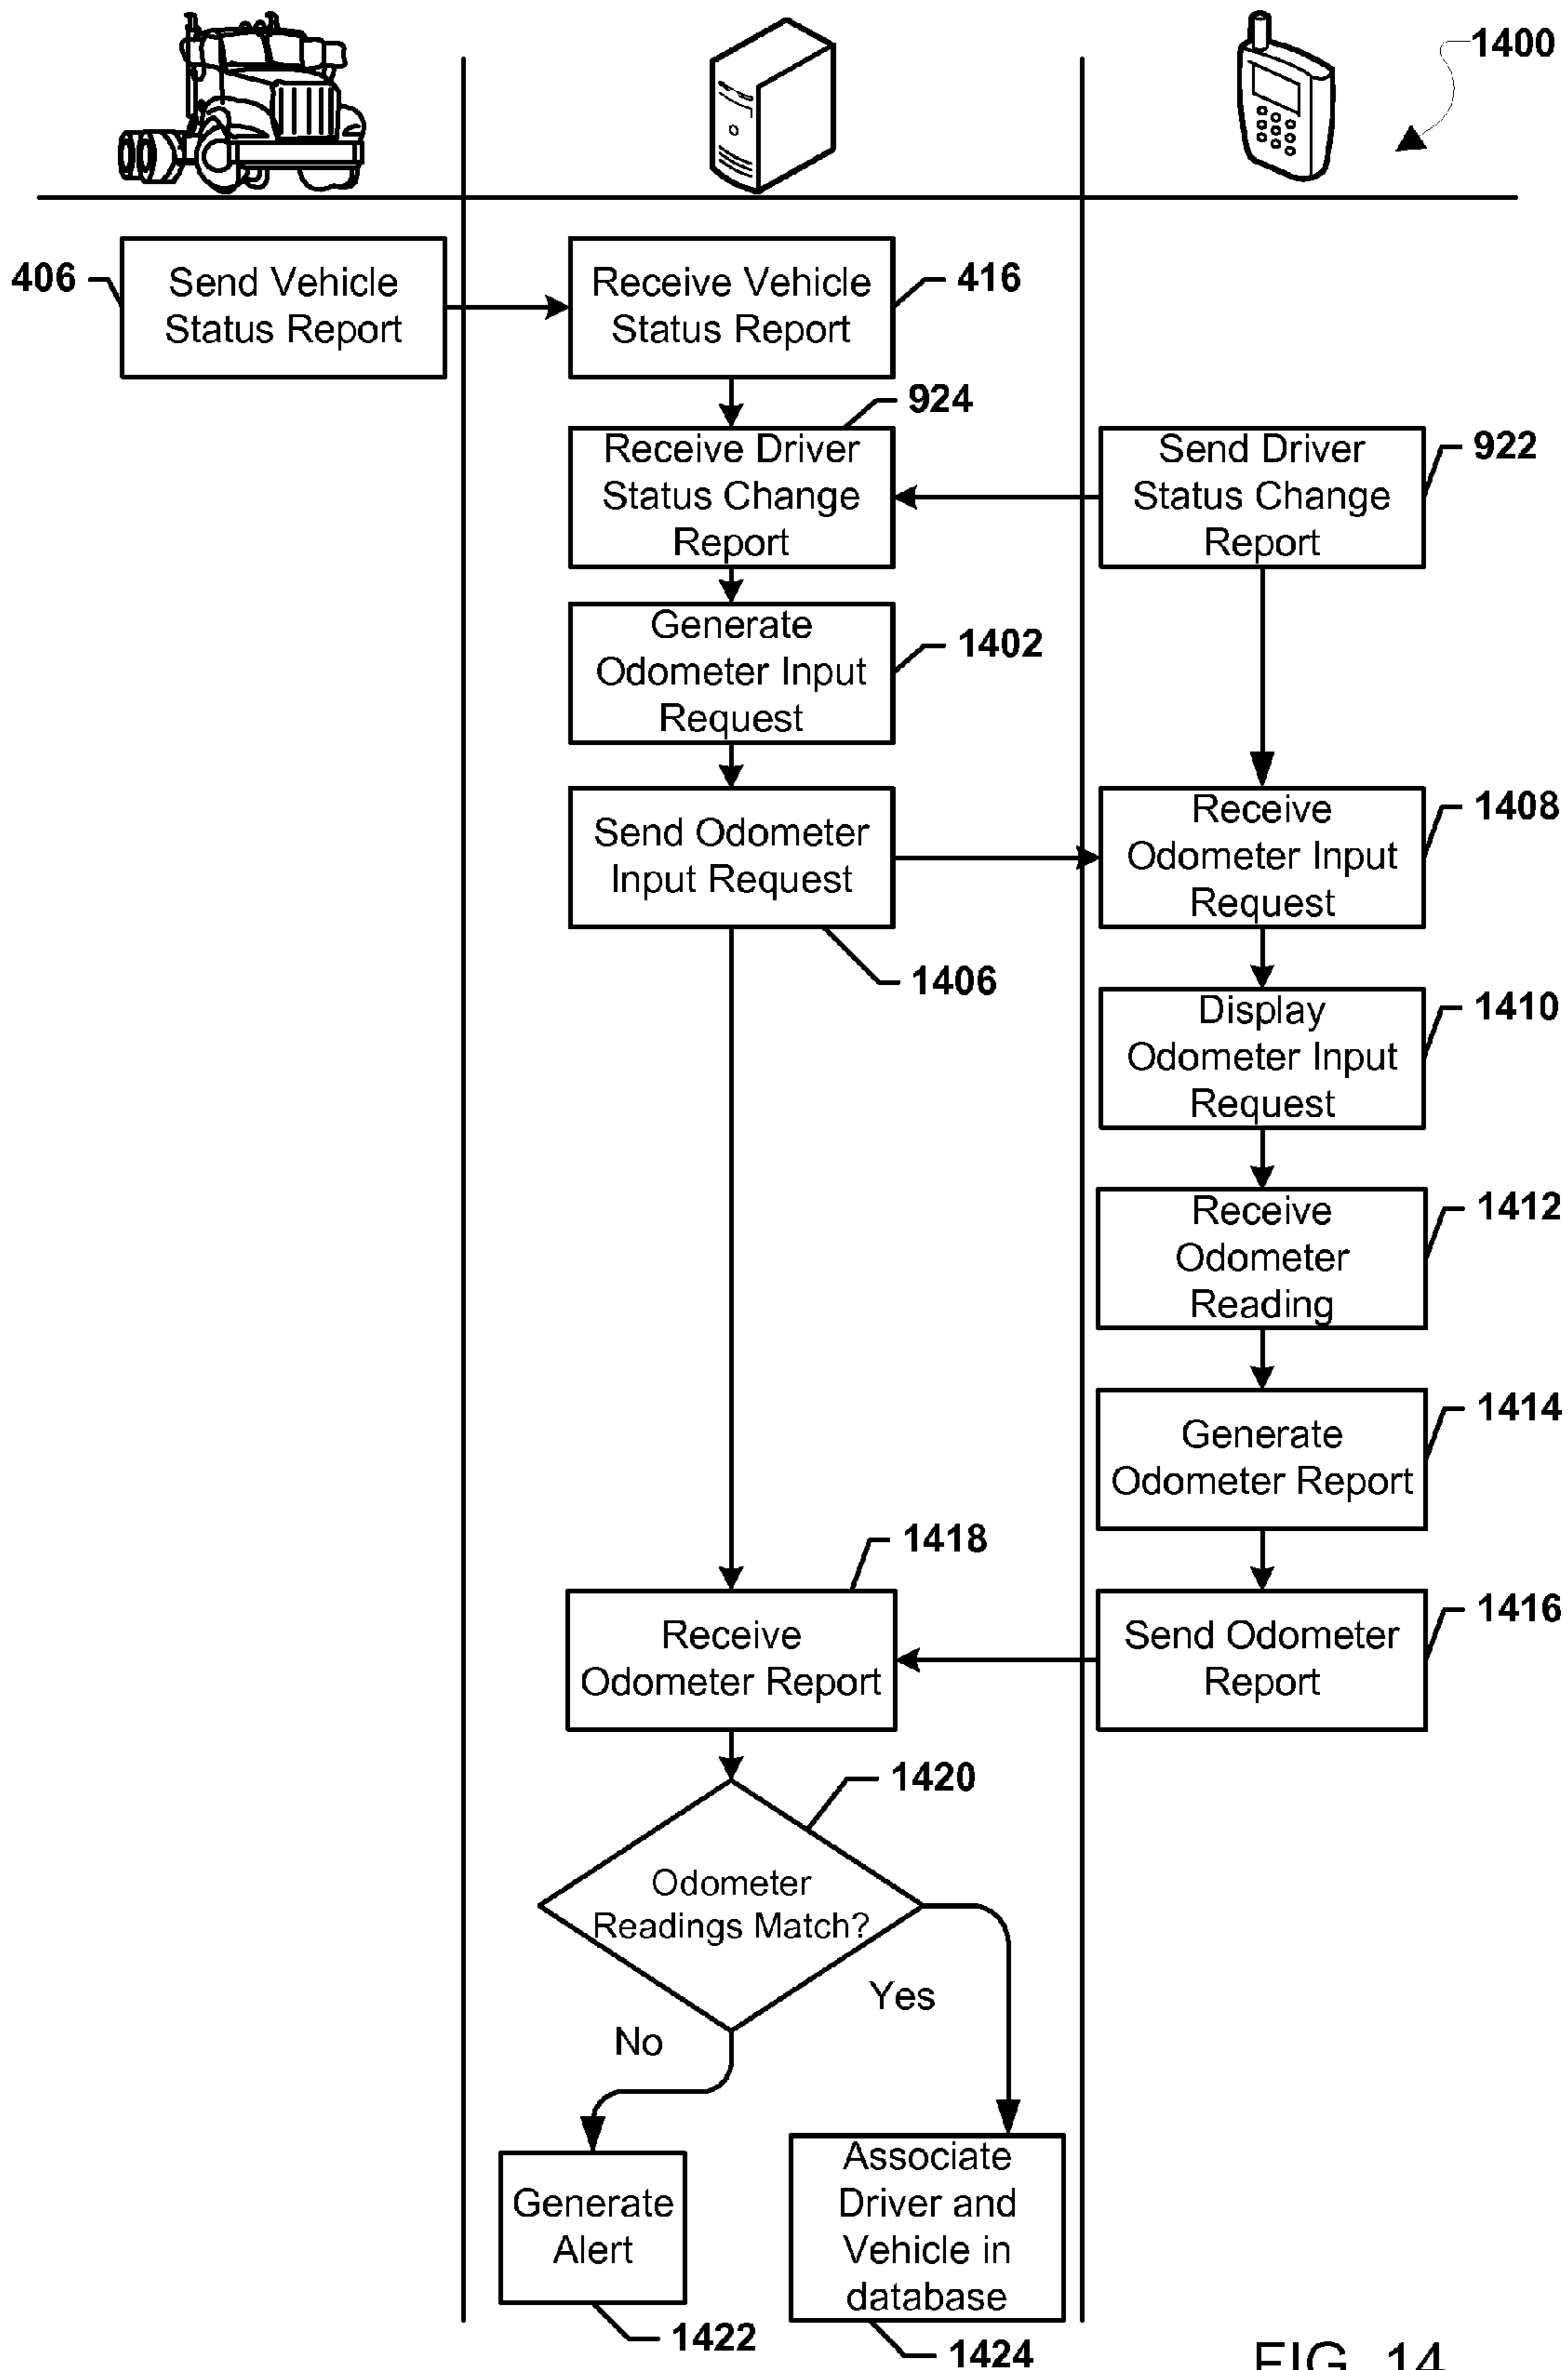 1400
406
Send Vehicle
Status Report
Receive Vehicle
Status Report
416
924
Receive Driver
Status Change
Report
Send Driver
Status Change
Report
922
Generate
Odometer Input
Request
1402
Send Odometer
Input Request
1406
Receive
Odometer Input
Request
1408
Display
Odometer Input
Request
1410
Receive
Odometer
Reading
1412
Generate
Odometer Report
1414
1418
Receive
Odometer Report
Send Odometer
Report
1416
1420
Odometer
Readings Match?
Yes
No
Generate
Alert
1422
Associate
Driver and
Vehicle in
database
1424
FIG. 14